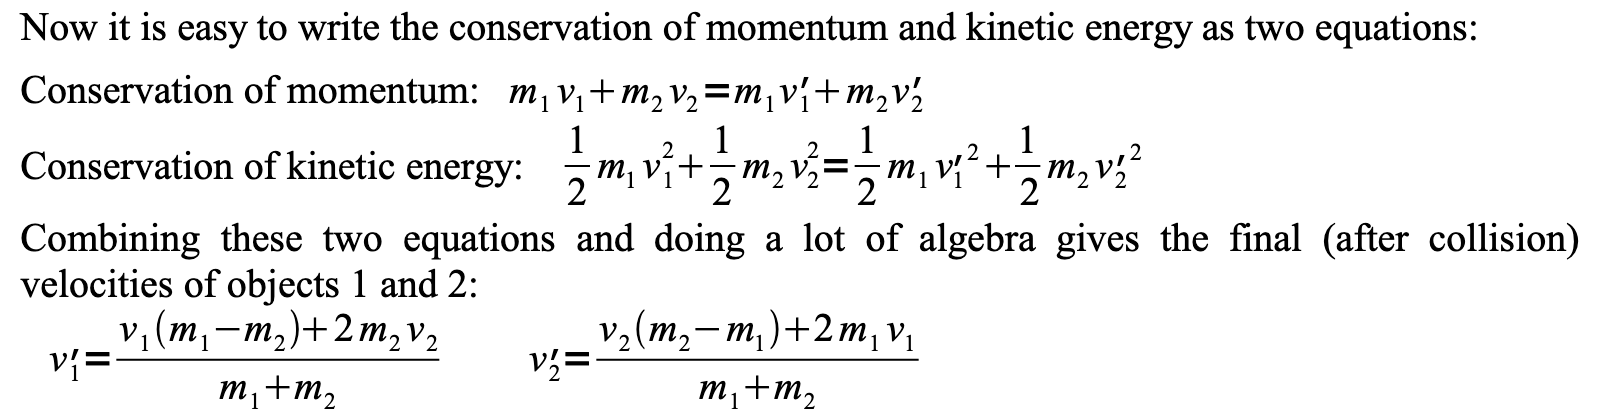 Now it is easy to write the conservation of momentum and kinetic energy as two equations:
Conservation of momentum: m₁v₁+m₂v₂=m₁v′₁+m₂v′₂
Conservation of kinetic energy: 1/2 m₁v₁²+1/2 m₂v₂²=1/2 m₁v′₁²+1/2 m₂v′₂²
Combining these two equations and doing a lot of algebra gives the final (after collision)
velocities of objects 1 and 2:
v′₁=(v₁(m₁−m₂)+2m₂v₂)/(m₁+m₂) v′₂=(v₂(m₂−m₁)+2m₁v₁)/(m₁+m₂)